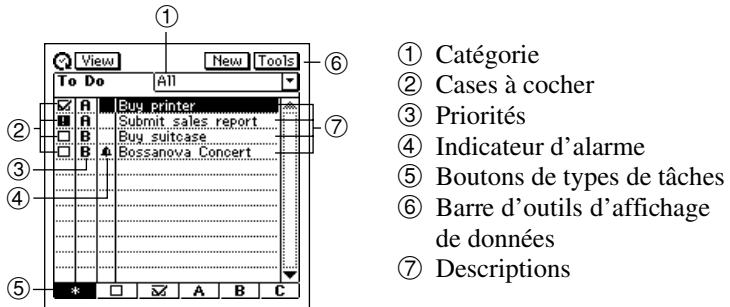 ①
View New Tools
⑥
To Do All
A Buy printer
A Submit sales report
②
⑦
B Buy suitcase
B Bossanova Concert
③
④
⑤
* A B C
① Catégorie
② Cases à cocher
③ Priorités
④ Indicateur d'alarme
⑤ Boutons de types de tâches
⑥ Barre d'outils d'affichage
de données
⑦ Descriptions